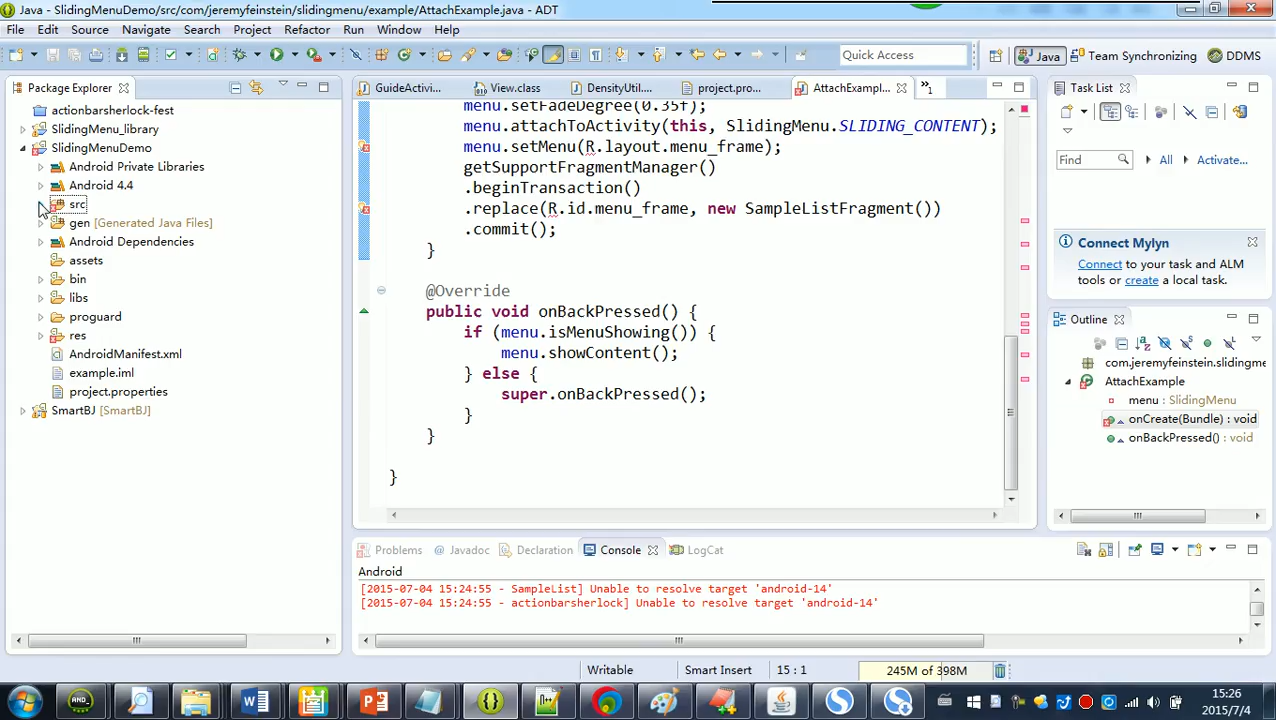 Java - SlidingMenuDemo/src/com/jeremyfeinstein/slidingmenu/example/AttachExample.java - ADT
File Edit Source Navigate Search Project Refactor Run Window Help
Quick Access
Java
Team Synchronizing
DDMS
Package Explorer
actionbarsherlock-fest
SlidingMenu_library
SlidingMenuDemo
Android Private Libraries
Android 4.4
src
gen [Generated Java Files]
Android Dependencies
assets
bin
libs
proguard
res
AndroidManifest.xml
example.iml
project.properties
SmartBJ [SmartBJ]
GuideActivi... View.class DensityUtil.... project.pro... AttachExampl... »1
menu.setFadeDegree(0.35f);
menu.attachToActivity(this, SlidingMenu.SLIDING_CONTENT);
menu.setMenu(R.layout.menu_frame);
getSupportFragmentManager()
.beginTransaction()
.replace(R.id.menu_frame, new SampleListFragment())
.commit();
}
@Override
public void onBackPressed() {
if (menu.isMenuShowing()) {
menu.showContent();
} else {
super.onBackPressed();
}
}
}
Task List
Find
All
Activate...
Connect Mylyn
Connect to your task and ALM
tools or create a local task.
Outline
com.jeremyfeinstein.slidingme
AttachExample
menu : SlidingMenu
onCreate(Bundle) : void
onBackPressed() : void
Problems Javadoc Declaration Console LogCat
Android
[2015-07-04 15:24:55 - SampleList] Unable to resolve target 'android-14'
[2015-07-04 15:24:55 - actionbarsherlock] Unable to resolve target 'android-14'
Writable
Smart Insert
15 : 1
245M of 398M
15:26
2015/7/4